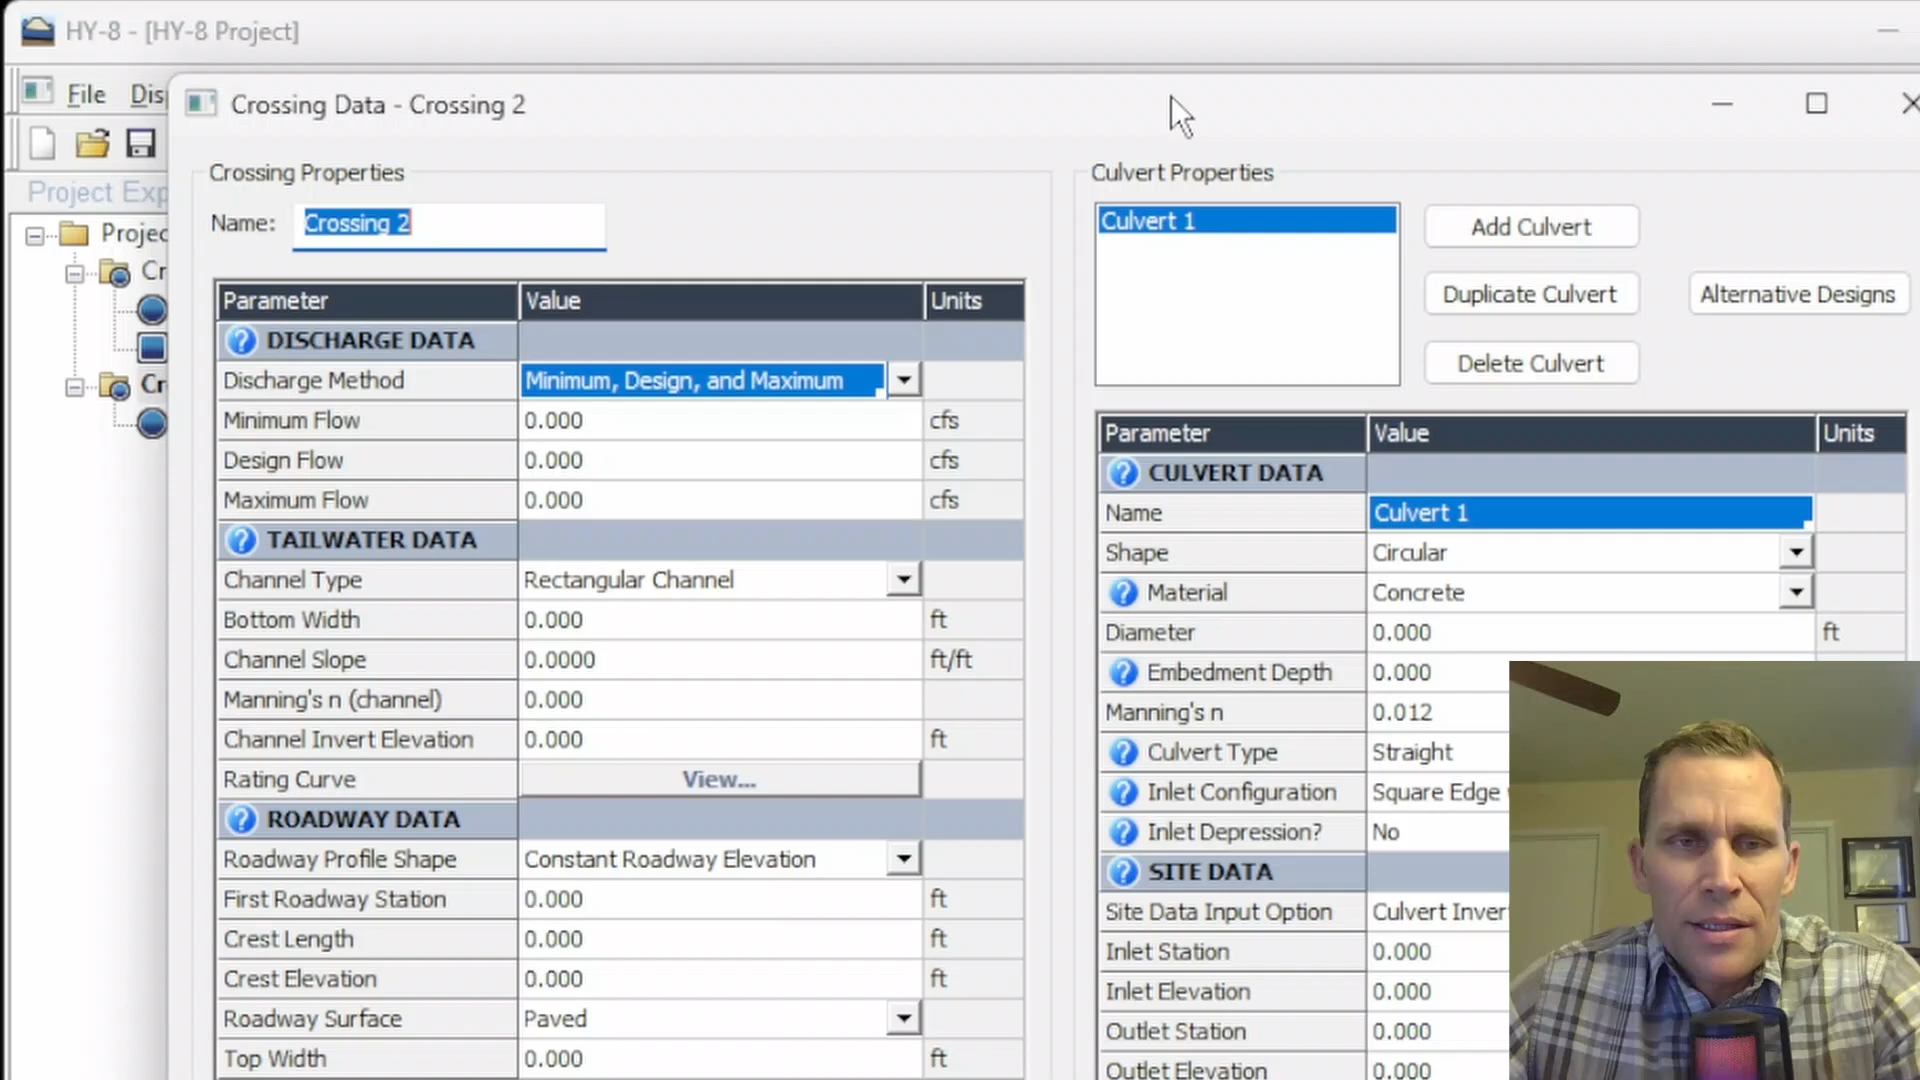 HY-8 - [HY-8 Project]
File
Crossing Data - Crossing 2
Project Exp
Projec
Cr
Cr
Crossing Properties
Name: Crossing 2
Parameter Value Units
DISCHARGE DATA
Discharge Method Minimum, Design, and Maximum
Minimum Flow 0.000 cfs
Design Flow 0.000 cfs
Maximum Flow 0.000 cfs
TAILWATER DATA
Channel Type Rectangular Channel
Bottom Width 0.000 ft
Channel Slope 0.0000 ft/ft
Manning's n (channel) 0.000
Channel Invert Elevation 0.000 ft
Rating Curve View...
ROADWAY DATA
Roadway Profile Shape Constant Roadway Elevation
First Roadway Station 0.000 ft
Crest Length 0.000 ft
Crest Elevation 0.000 ft
Roadway Surface Paved
Top Width 0.000 ft
Culvert Properties
Culvert 1
Add Culvert
Duplicate Culvert
Alternative Designs
Delete Culvert
Parameter Value Units
CULVERT DATA
Name Culvert 1
Shape Circular
Material Concrete
Diameter 0.000 ft
Embedment Depth 0.000
Manning's n 0.012
Culvert Type Straight
Inlet Configuration Square Edge
Inlet Depression? No
SITE DATA
Site Data Input Option Culvert Inver
Inlet Station 0.000
Inlet Elevation 0.000
Outlet Station 0.000
Outlet Elevation 0.000